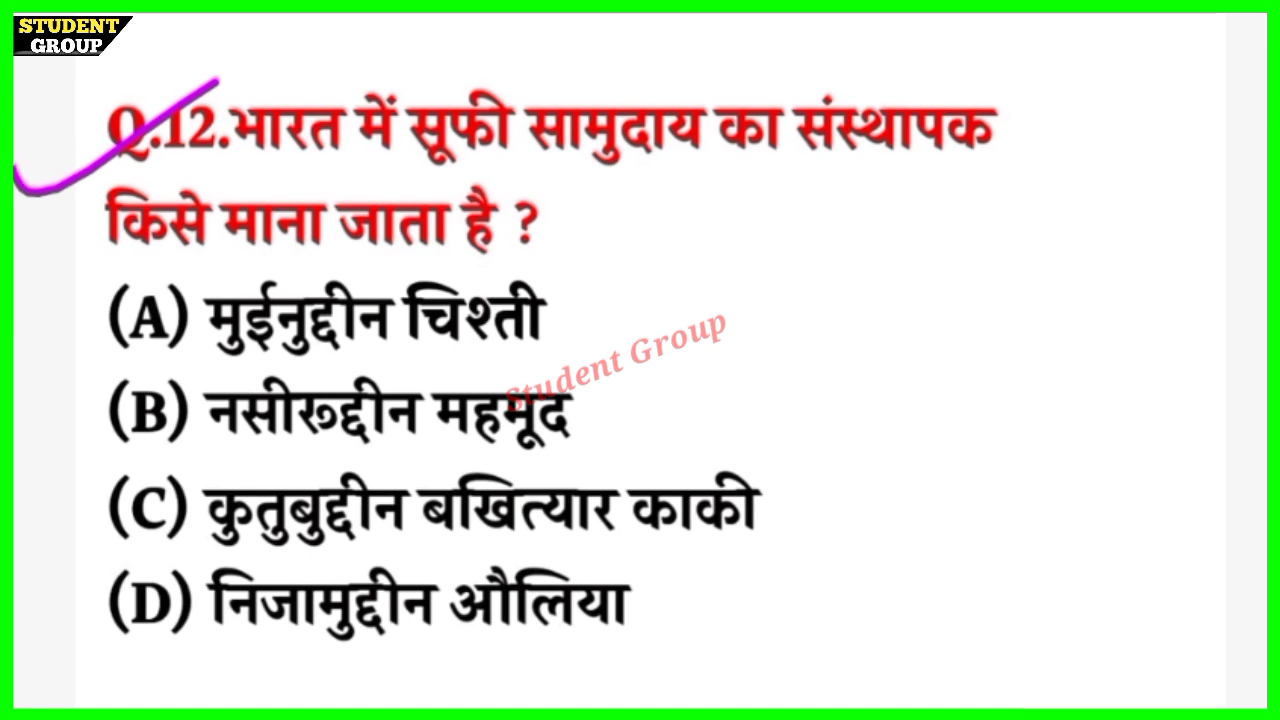 STUDENT
GROUP
Q.12.भारत में सूफी सामुदाय का संस्थापक
किसे माना जाता है ?
(A) मुईनुद्दीन चिश्ती
Student Group
(B) नसीरूद्दीन महमूद
(C) कुतुबुद्दीन बखित्यार काकी
(D) निजामुद्दीन औलिया